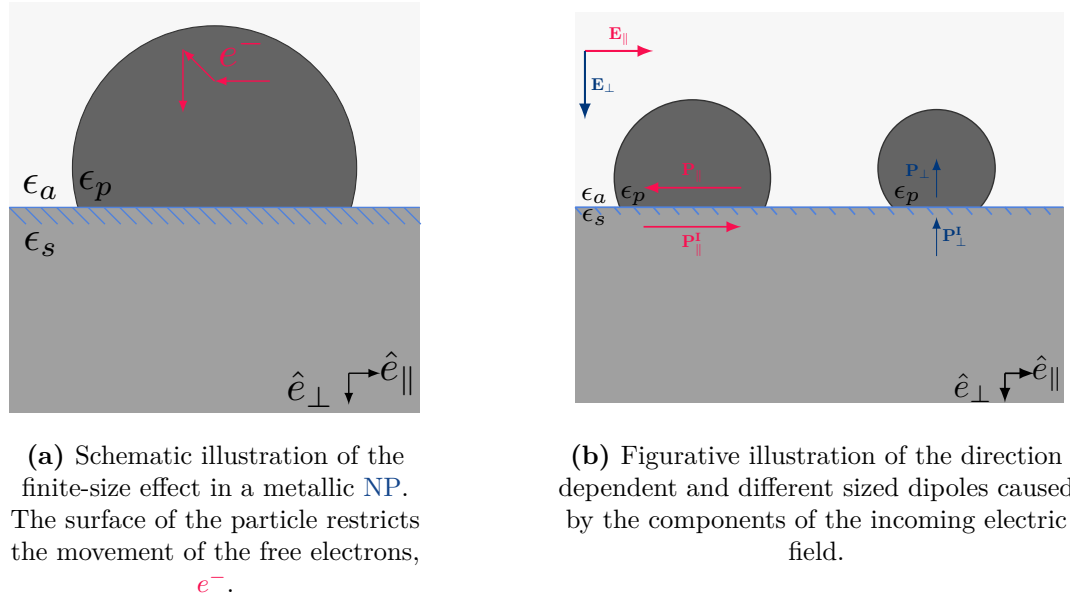 e⁻
ϵₐ ϵₚ
ϵₛ
ê⊥ ê∥
E∥
E⊥
P∥ P⊥
ϵₐ ϵₚ ϵₚ
ϵₛ
Pᴵ∥ Pᴵ⊥
ê⊥ ê∥
(a) Schematic illustration of the
finite-size effect in a metallic NP.
The surface of the particle restricts
the movement of the free electrons,
e⁻.
(b) Figurative illustration of the direction
dependent and different sized dipoles caused
by the components of the incoming electric
field.